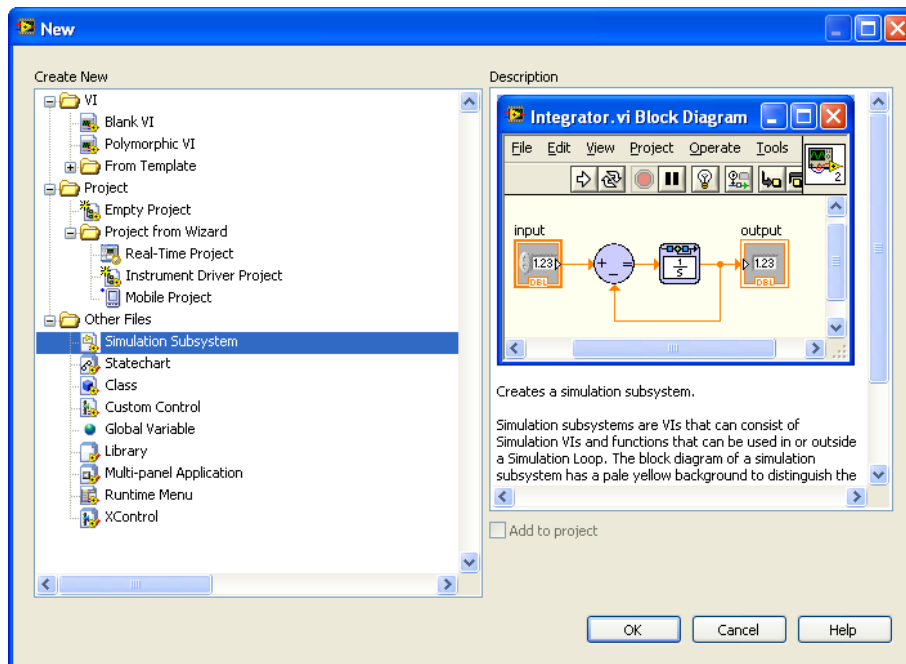 New
Create New
Description
VI
Blank VI
Polymorphic VI
From Template
Project
Empty Project
Project from Wizard
Real-Time Project
Instrument Driver Project
Mobile Project
Other Files
Simulation Subsystem
Statechart
Class
Custom Control
Global Variable
Library
Multi-panel Application
Runtime Menu
XControl
Integrator.vi Block Diagram
File Edit View Project Operate Tools
2
input
output
1.23
DBL
1
s
1.23
DBL
Creates a simulation subsystem.
Simulation subsystems are VIs that can consist of
Simulation VIs and functions that can be used in or outside
a Simulation Loop. The block diagram of a simulation
subsystem has a pale yellow background to distinguish the
Add to project
OK
Cancel
Help